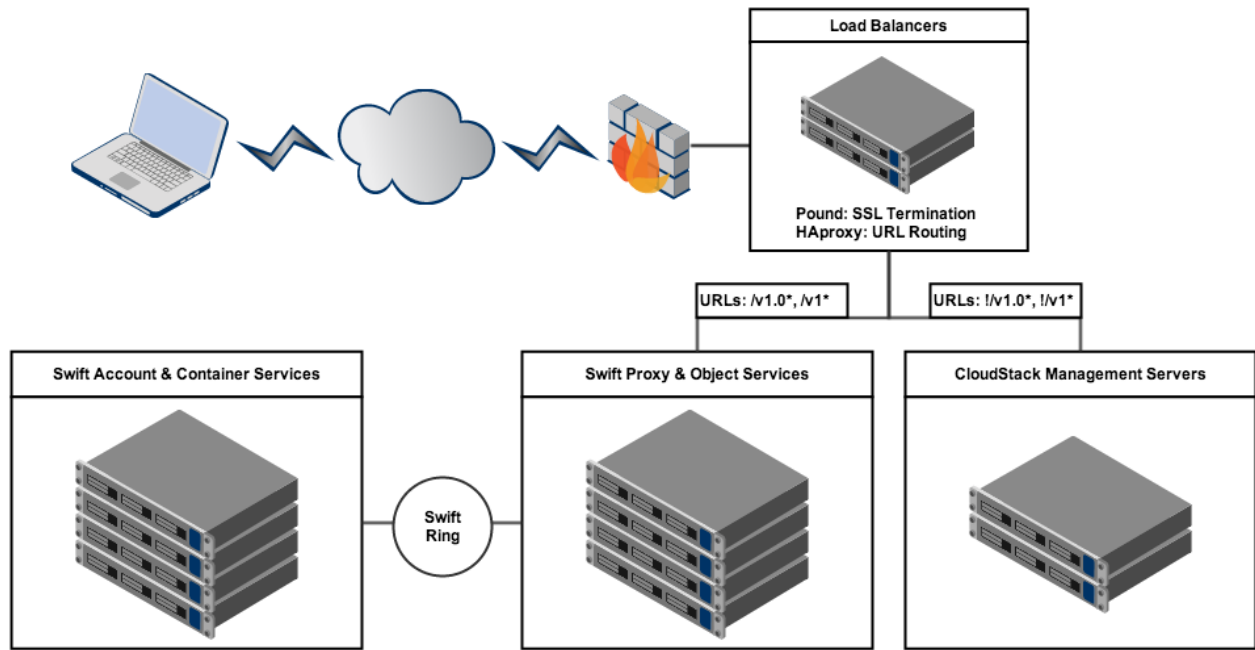 Load Balancers
Pound: SSL Termination
HAproxy: URL Routing
URLs: /v1.0*, /v1*
URLs: !/v1.0*, !/v1*
Swift Account & Container Services
Swift Proxy & Object Services
CloudStack Management Servers
Swift
Ring